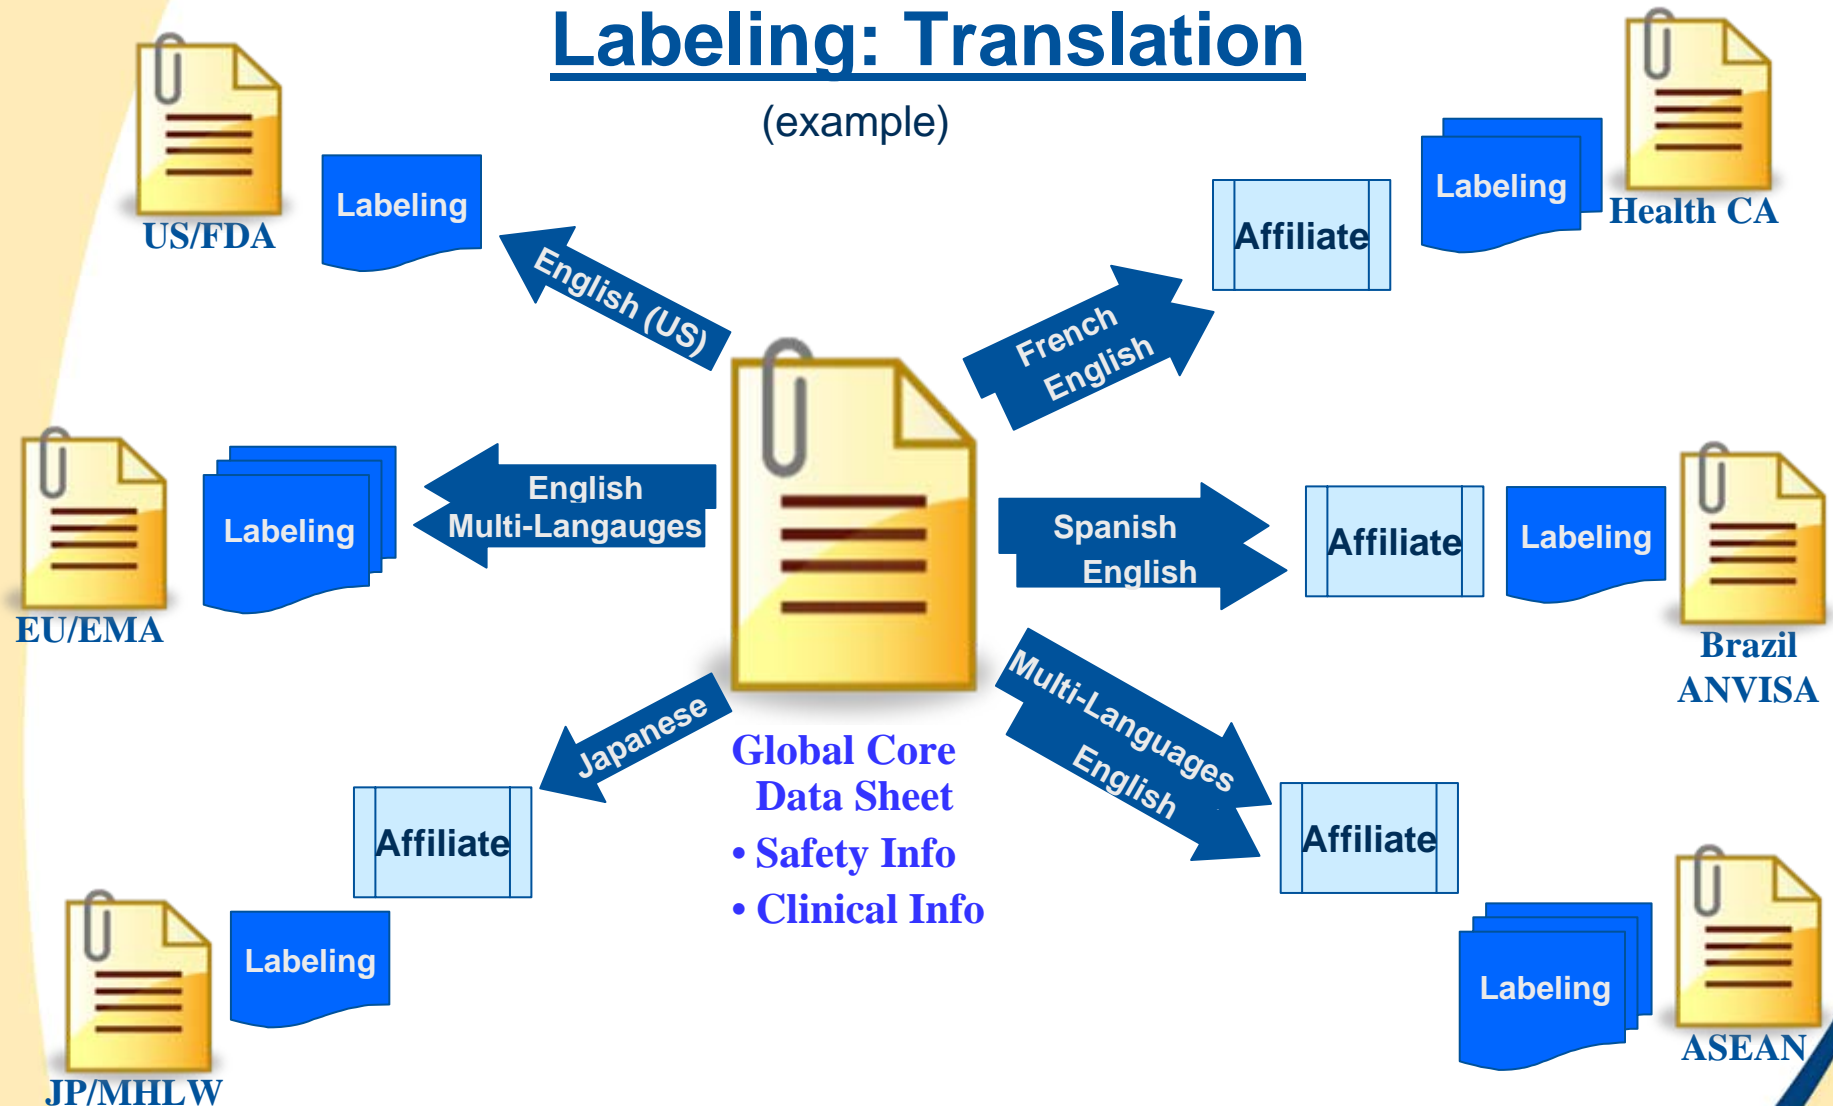 Labeling: Translation
(example)
US/FDA
Labeling
English (US)
Affiliate
Labeling
Health CA
French
English
EU/EMA
Labeling
English
Multi-Langauges
Spanish
English
Affiliate
Labeling
Brazil
ANVISA
Japanese
Affiliate
Labeling
JP/MHLW
Global Core
Data Sheet
• Safety Info
• Clinical Info
Multi-Languages
English
Affiliate
Labeling
ASEAN